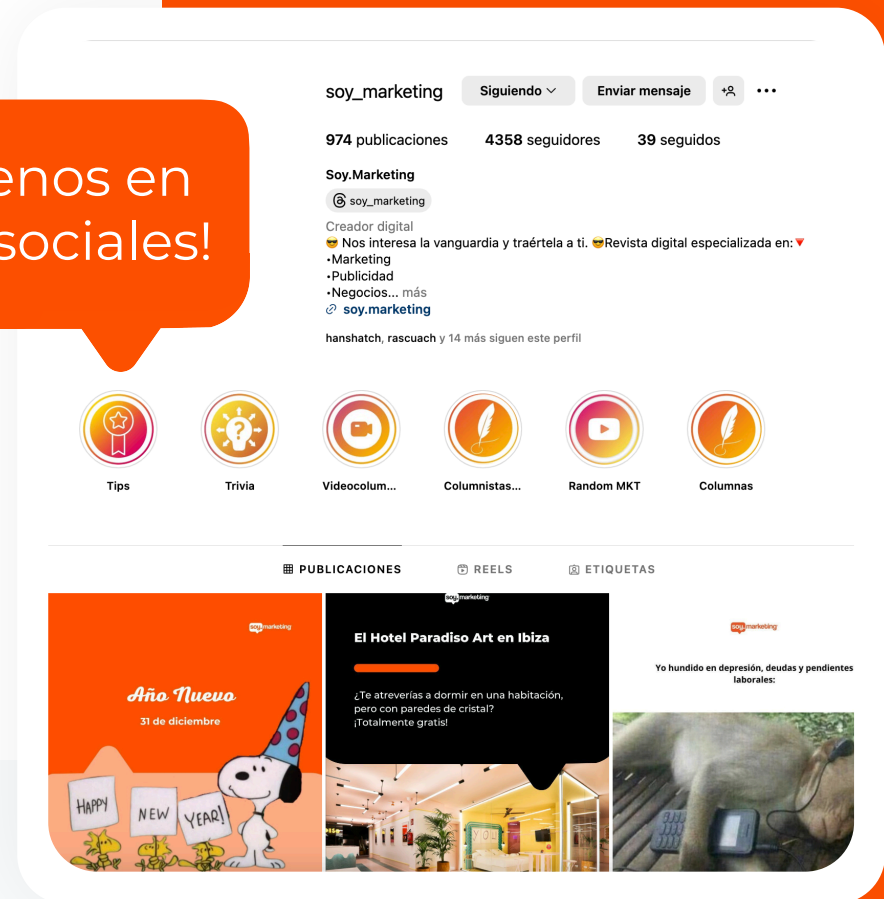 soy_marketing
Siguiendo
Enviar mensaje
974 publicaciones
4358 seguidores
39 seguidos
enos en
sociales!
Soy.Marketing
soy_marketing
Creador digital
😎 Nos interesa la vanguardia y traértela a ti. 😎Revista digital especializada en:🔻
•Marketing
•Publicidad
•Negocios... más
soy.marketing
hanshatch, rascuach y 14 más siguen este perfil
Tips
Trivia
Videocolum...
Columnistas...
Random MKT
Columnas
PUBLICACIONES
REELS
ETIQUETAS
soy.marketing
Año Nuevo
31 de diciembre
HAPPY
NEW
YEAR!
soy.marketing
El Hotel Paradiso Art en Ibiza
¿Te atreverías a dormir en una habitación,
pero con paredes de cristal?
¡Totalmente gratis!
soy.marketing
Yo hundido en depresión, deudas y pendientes
laborales: